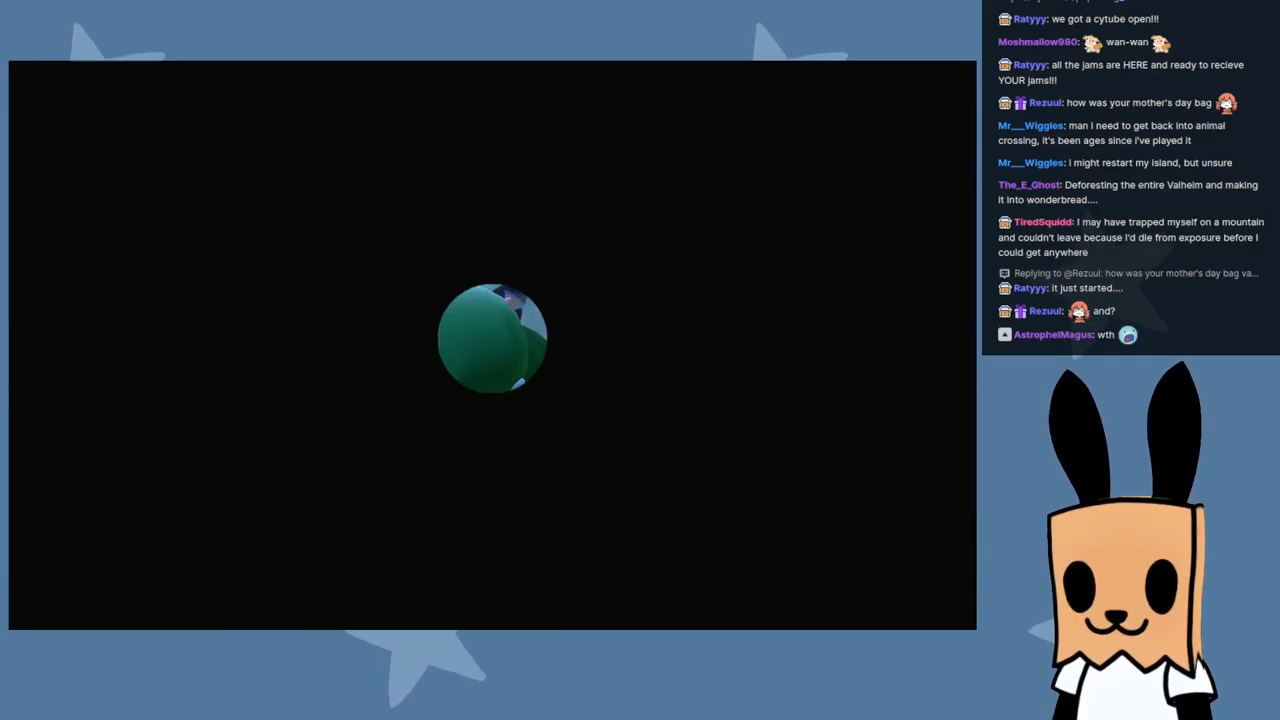 Ratyyy: we got a cytube open!!!
Moshmallow980: wan-wan
Ratyyy: all the jams are HERE and ready to recieve
YOUR jams!!!
Rezuul: how was your mother's day bag
Mr___Wiggles: man i need to get back into animal
crossing, it's been ages since i've played it
Mr___Wiggles: i might restart my island, but unsure
The_E_Ghost: Deforesting the entire Valheim and making
it into wonderbread....
TiredSquidd: I may have trapped myself on a mountain
and couldn't leave because I'd die from exposure before I
could get anywhere
Replying to @Rezuul: how was your mother's day bag va...
Ratyyy: it just started....
Rezuul: and?
AstrophelMagus: wth